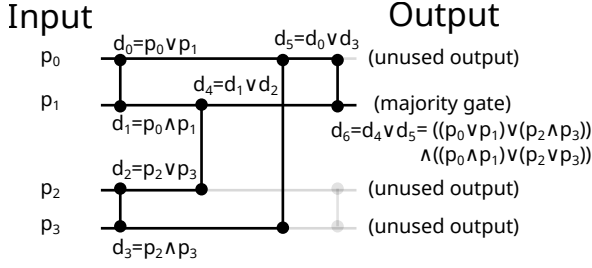 Input
Output
d₀=p₀∨p₁
d₅=d₀∨d₃
p₀
(unused output)
d₄=d₁∨d₂
p₁
(majority gate)
d₁=p₀∧p₁
d₆=d₄∨d₅= ((p₀∨p₁)∨(p₂∧p₃))
∧((p₀∧p₁)∨(p₂∨p₃))
d₂=p₂∨p₃
p₂
(unused output)
p₃
(unused output)
d₃=p₂∧p₃